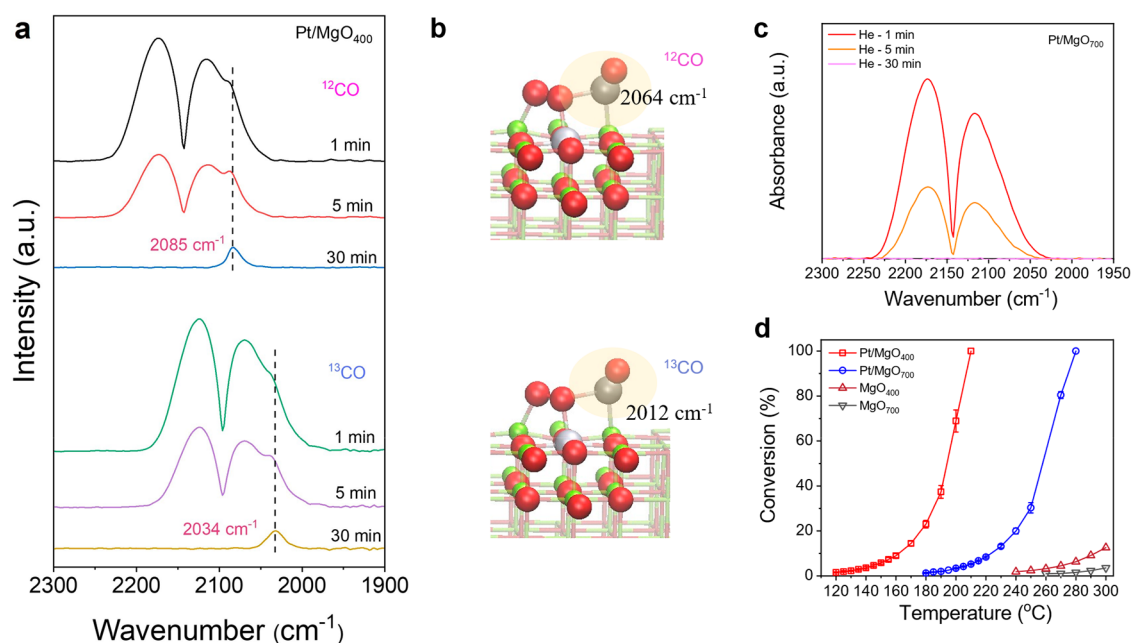 a
Pt/MgO₄₀₀
¹²CO
1 min
5 min
2085 cm⁻¹
30 min
¹³CO
1 min
5 min
2034 cm⁻¹
30 min
2300 2200 2100 2000 1900
Wavenumber (cm⁻¹)
Intensity (a.u.)
b
¹²CO
2064 cm⁻¹
¹³CO
2012 cm⁻¹
c
He - 1 min
He - 5 min
He - 30 min
Pt/MgO₇₀₀
Absorbance (a.u.)
2300 2250 2200 2150 2100 2050 2000 1950
Wavenumber (cm⁻¹)
d
Pt/MgO₄₀₀
Pt/MgO₇₀₀
MgO₄₀₀
MgO₇₀₀
Conversion (%)
100
80
60
40
20
0
120 140 160 180 200 220 240 260 280 300
Temperature (°C)